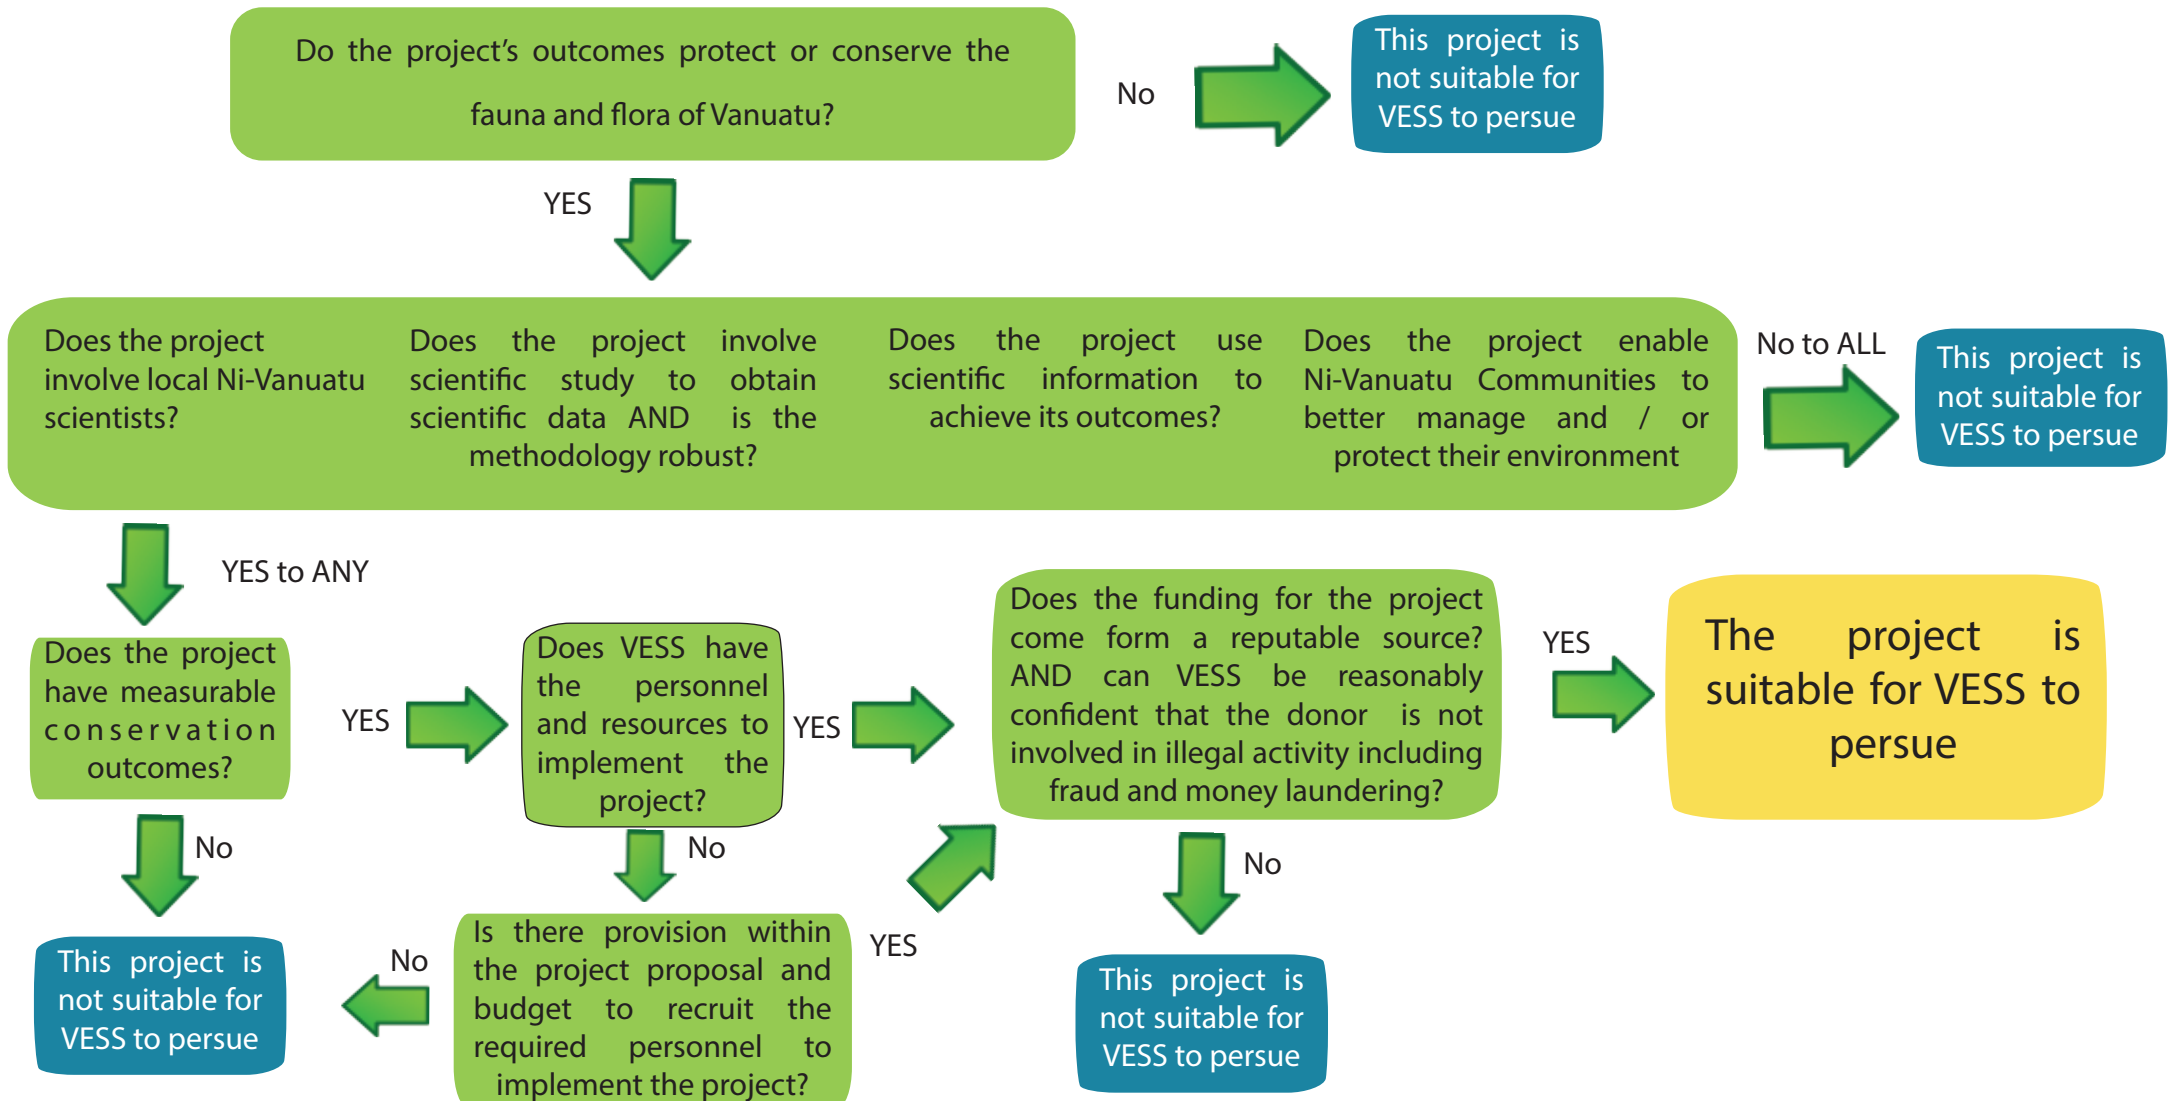 Do the project’s outcomes protect or conserve the
fauna and flora of Vanuatu?
No
This project is
not suitable for
VESS to persue
YES
Does the project
involve local Ni-Vanuatu
scientists?
Does the project involve
scientific study to obtain
scientific data AND is the
methodology robust?
Does the project use
scientific information to
achieve its outcomes?
Does the project enable
Ni-Vanuatu Communities to
better manage and / or
protect their environment
No to ALL
This project is
not suitable for
VESS to persue
YES to ANY
Does the project
have measurable
conservation
outcomes?
YES
Does VESS have
the personnel
and resources to
implement the
project?
YES
Does the funding for the project
come form a reputable source?
AND can VESS be reasonably
confident that the donor is not
involved in illegal activity including
fraud and money laundering?
YES
The project is
suitable for VESS to
persue
No
This project is
not suitable for
VESS to persue
No
No
Is there provision within
the project proposal and
budget to recruit the
required personnel to
implement the project?
YES
No
This project is
not suitable for
VESS to persue